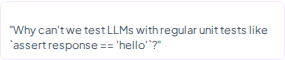 "Why can't we test LLMs with regular unit tests like
`assert response == 'hello'`?"